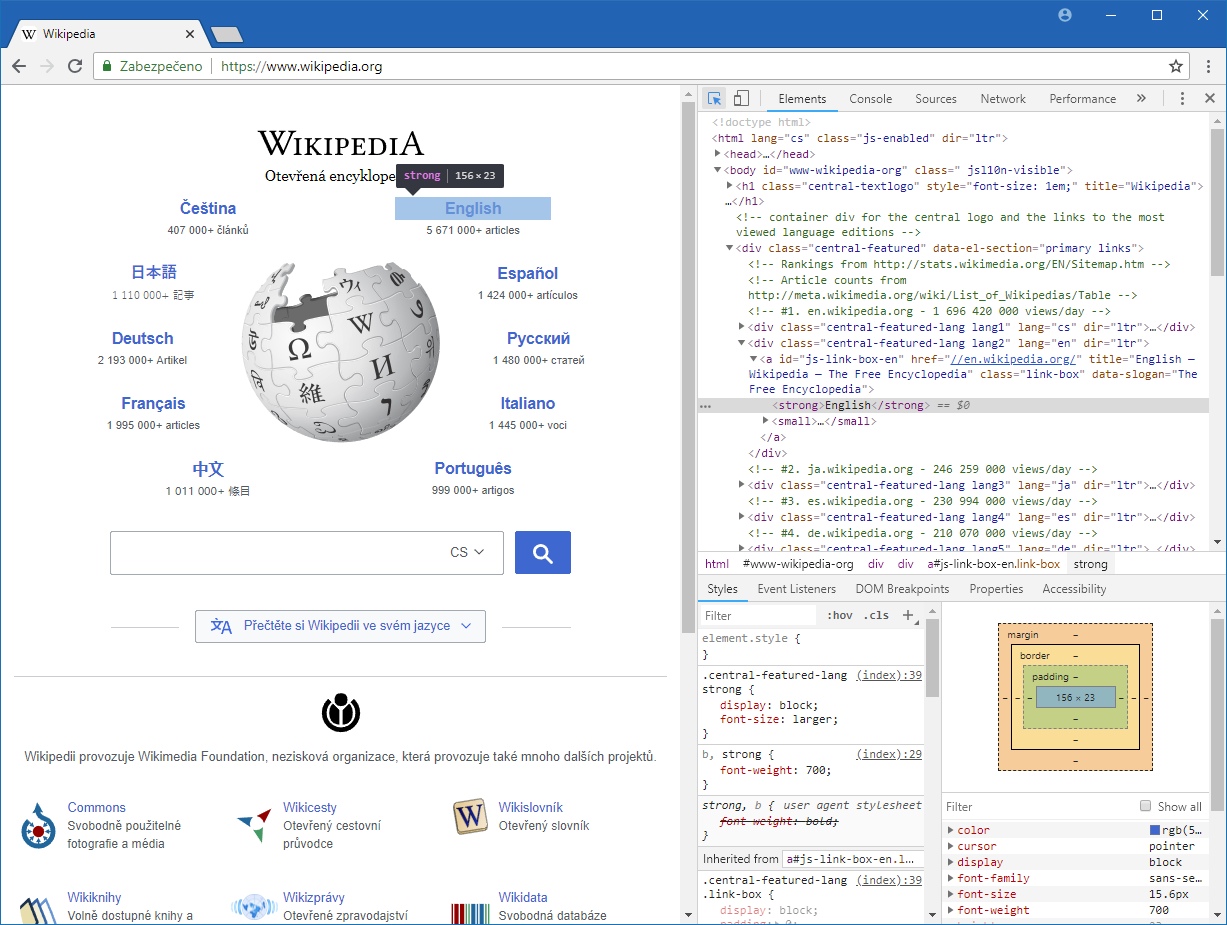 Wikipedia
Zabezpečeno
https://www.wikipedia.org
WIKIPEDIA
Otevřená encyklope
strong 156 × 23
Čeština
407 000+ článků
English
5 671 000+ articles
日本語
1 110 000+ 記事
Español
1 424 000+ artículos
Deutsch
2 193 000+ Artikel
Русский
1 480 000+ статей
Français
1 995 000+ articles
Italiano
1 445 000+ voci
中文
1 011 000+ 條目
Português
999 000+ artigos
Ω
W
И
維
CS
Přečtěte si Wikipedii ve svém jazyce
Wikipedii provozuje Wikimedia Foundation, nezisková organizace, která provozuje také mnoho dalších projektů.
Commons
Svobodně použitelné
fotografie a média
Wikicesty
Otevřený cestovní
průvodce
Wikislovník
Otevřený slovník
Wikiknihy
Volně dostupné knihy a
Wikizprávy
Otevřené zpravodajství
Wikidata
Svobodná databáze
Elements Console Sources Network Performance »
<!doctype html>
<html lang="cs" class="js-enabled" dir="ltr">
<head>…</head>
<body id="www-wikipedia-org" class=" jsl10n-visible">
<h1 class="central-textlogo" style="font-size: 1em;" title="Wikipedia">
…</h1>
<!-- container div for the central logo and the links to the most
viewed language editions -->
<div class="central-featured" data-el-section="primary links">
<!-- Rankings from http://stats.wikimedia.org/EN/Sitemap.htm -->
<!-- Article counts from
http://meta.wikimedia.org/wiki/List_of_Wikipedias/Table -->
<!-- #1. en.wikipedia.org - 1 696 420 000 views/day -->
<div class="central-featured-lang lang1" lang="cs" dir="ltr">…</div>
<div class="central-featured-lang lang2" lang="en" dir="ltr">
<a id="js-link-box-en" href="//en.wikipedia.org/" title="English —
Wikipedia — The Free Encyclopedia" class="link-box" data-slogan="The
Free Encyclopedia">
<strong>English</strong> == $0
<small>…</small>
</a>
</div>
<!-- #2. ja.wikipedia.org - 246 259 000 views/day -->
<div class="central-featured-lang lang3" lang="ja" dir="ltr">…</div>
<!-- #3. es.wikipedia.org - 230 994 000 views/day -->
<div class="central-featured-lang lang4" lang="es" dir="ltr">…</div>
<!-- #4. de.wikipedia.org - 210 070 000 views/day -->
<div class="central-featured-lang lang5" lang="de" dir="ltr">…</div>
html #www-wikipedia-org div div a#js-link-box-en.link-box strong
Styles Event Listeners DOM Breakpoints Properties Accessibility
Filter :hov .cls +
element.style {
}
.central-featured-lang (index):39
strong {
display: block;
font-size: larger;
}
b, strong { (index):29
font-weight: 700;
}
strong, b { user agent stylesheet
font-weight: bold;
}
Inherited from a#js-link-box-en.l…
.central-featured-lang (index):39
.link-box {
display: block;
padding: 0;
margin –
border –
padding –
– – – 156 × 23 – – –
–
–
–
Filter Show all
color rgb(5…
cursor pointer
display block
font-family sans-se…
font-size 15.6px
font-weight 700